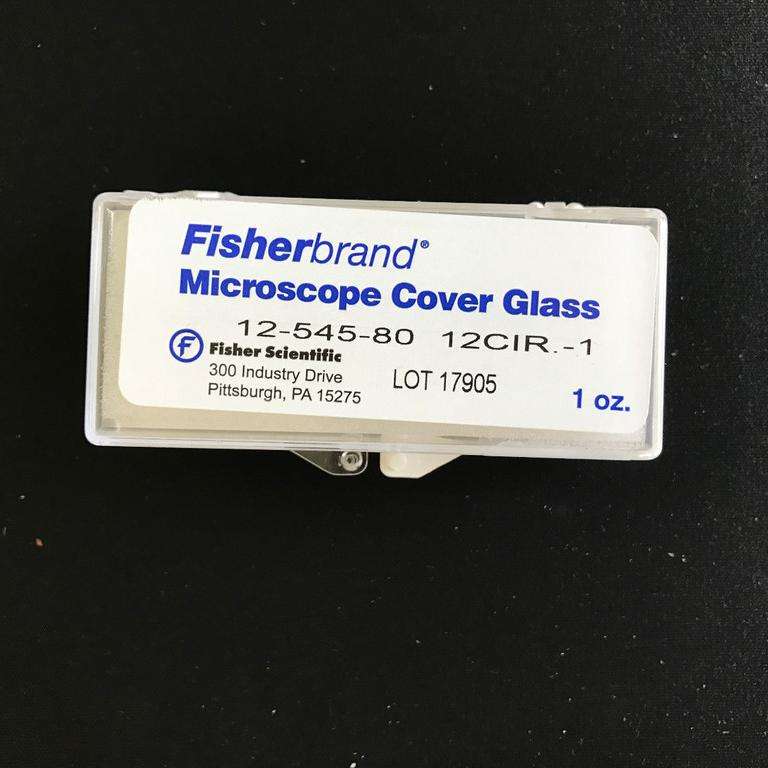 Fisherbrand®
Microscope Cover Glass
12-545-80 12CIR.-1
f Fisher Scientific
300 Industry Drive
Pittsburgh, PA 15275
LOT 17905
1 oz.